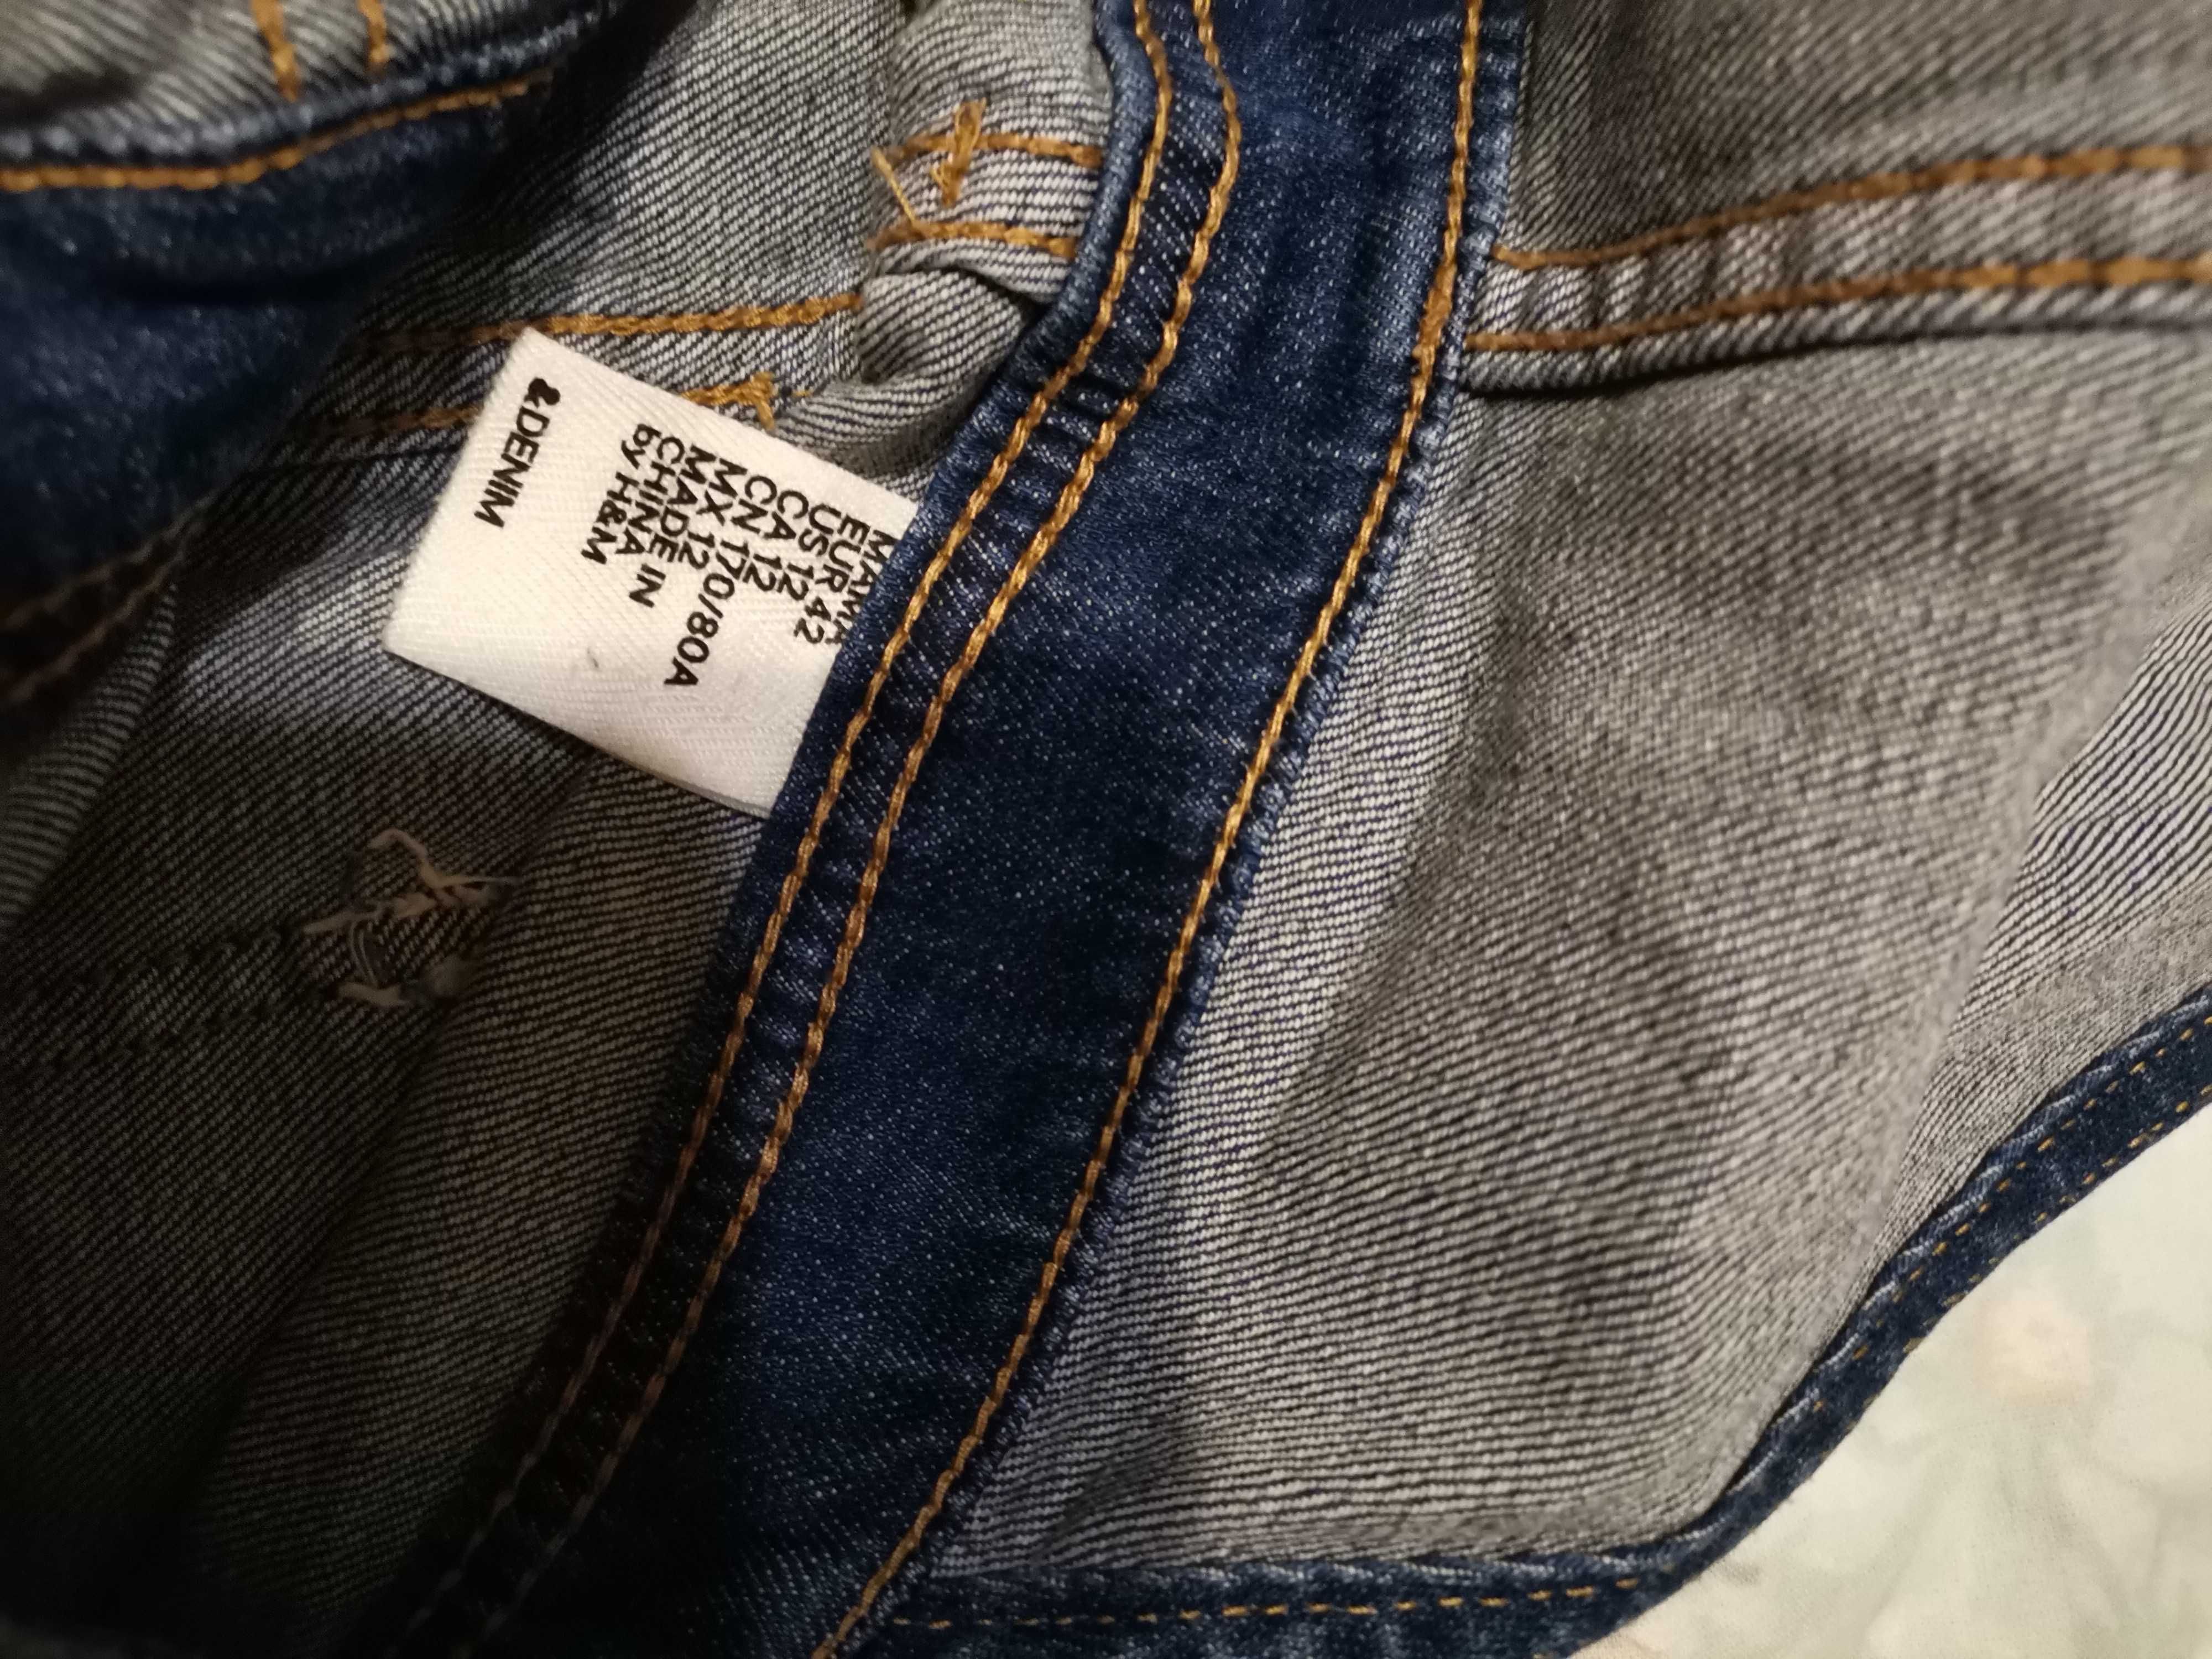 MAMA
EUR 42
US 12
CA 12
CN 170/80A
MX 12
MADE IN
CHINA
by H&M
&DENIM